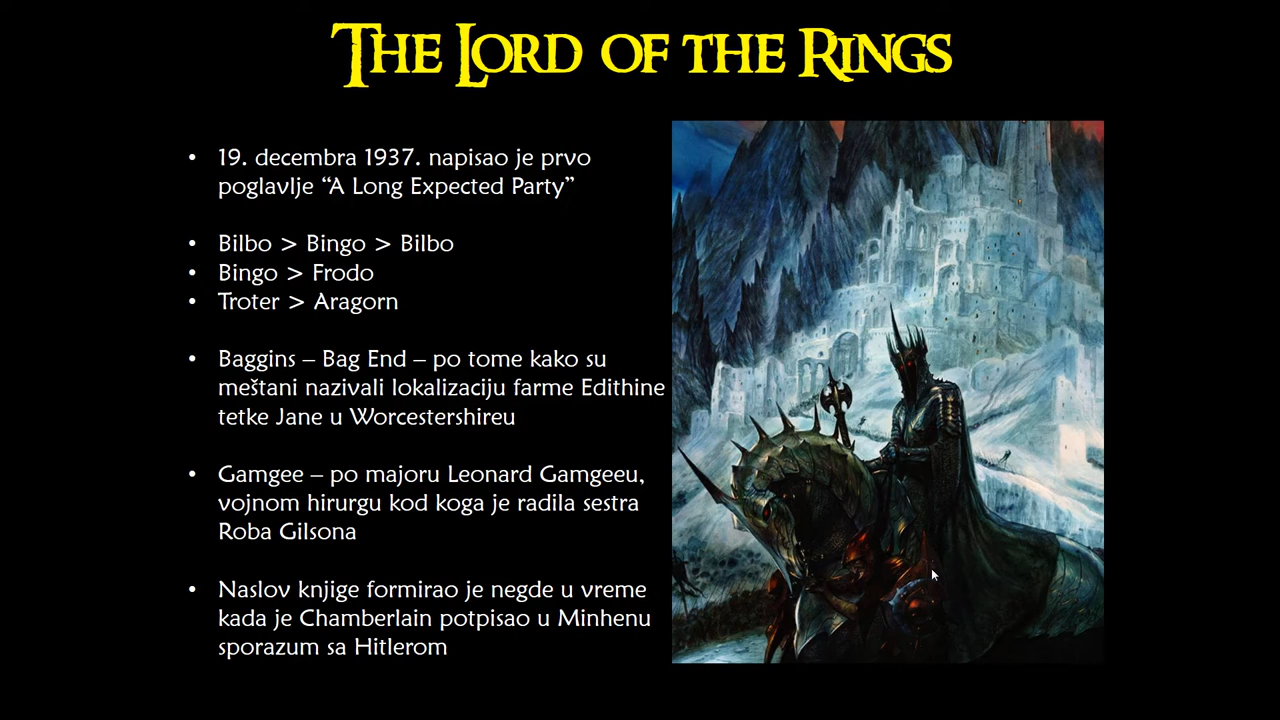 THE LORD OF THE RINGS
• 19. decembra 1937. napisao je prvo
poglavlje “A Long Expected Party”
• Bilbo > Bingo > Bilbo
• Bingo > Frodo
• Troter > Aragorn
• Baggins – Bag End – po tome kako su
meštani nazivali lokalizaciju farme Edithine
tetke Jane u Worcestershireu
• Gamgee – po majoru Leonard Gamgeeu,
vojnom hirurgu kod koga je radila sestra
Roba Gilsona
• Naslov knjige formirao je negde u vreme
kada je Chamberlain potpisao u Minhenu
sporazum sa Hitlerom